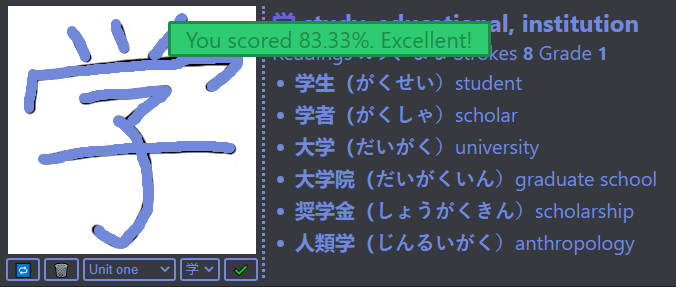 学
You scored 83.33%. Excellent!
学 study, educational, institution
Readings Strokes 8 Grade 1
学生（がくせい）student
学者（がくしゃ）scholar
大学（だいがく）university
大学院（だいがくいん）graduate school
奨学金（しょうがくきん）scholarship
人類学（じんるいがく）anthropology
Unit one 学